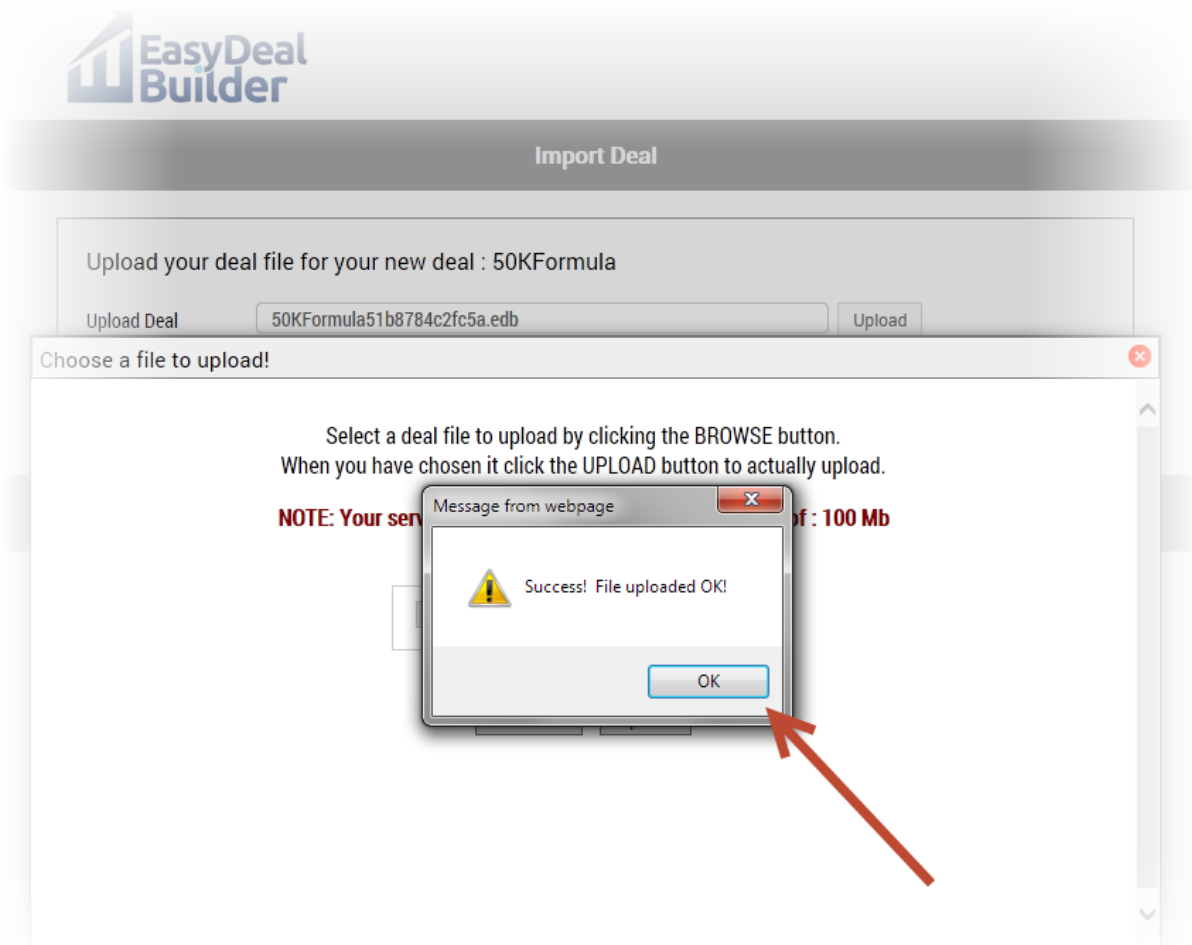 EasyDeal
Builder
Import Deal
Upload your deal file for your new deal : 50KFormula
Upload Deal
50KFormula51b8784c2fc5a.edb
Upload
Choose a file to upload!
Select a deal file to upload by clicking the BROWSE button.
When you have chosen it click the UPLOAD button to actually upload.
NOTE: Your of : 100 Mb
Message from webpage
Success! File uploaded OK!
OK